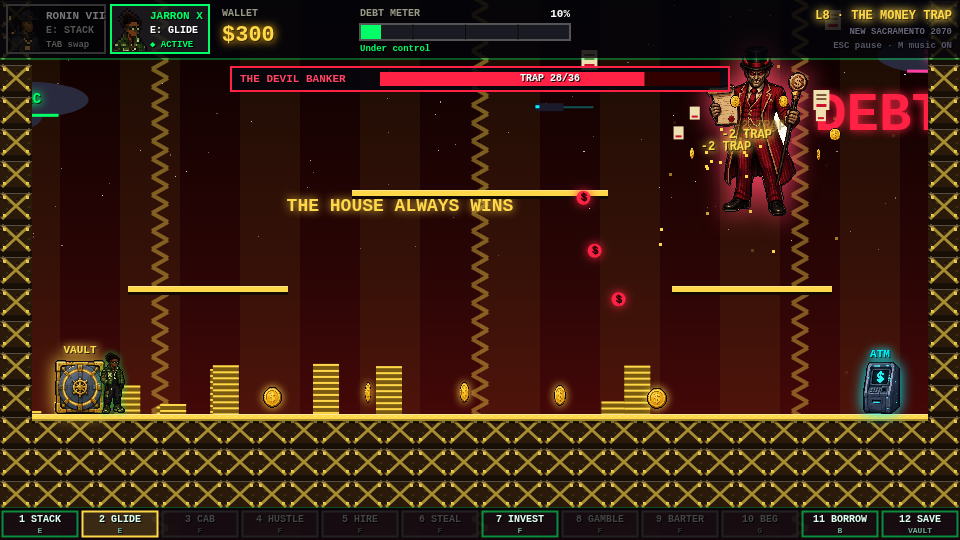 RONIN VII
E: STACK
TAB swap
JARRON X
E: GLIDE
◆ ACTIVE
WALLET
$300
DEBT METER
10%
Under control
L8 · THE MONEY TRAP
NEW SACRAMENTO 2070
ESC pause · M music ON
THE DEVIL BANKER
TRAP 28/36
C
DEBT
-2 TRAP
-2 TRAP
THE HOUSE ALWAYS WINS
$
$
$
VAULT
ATM
$
1 STACK
E
2 GLIDE
E
3 CAB
F
4 HUSTLE
F
5 HIRE
F
6 STEAL
F
7 INVEST
F
8 GAMBLE
F
9 BARTER
F
10 BEG
G
11 BORROW
B
12 SAVE
VAULT